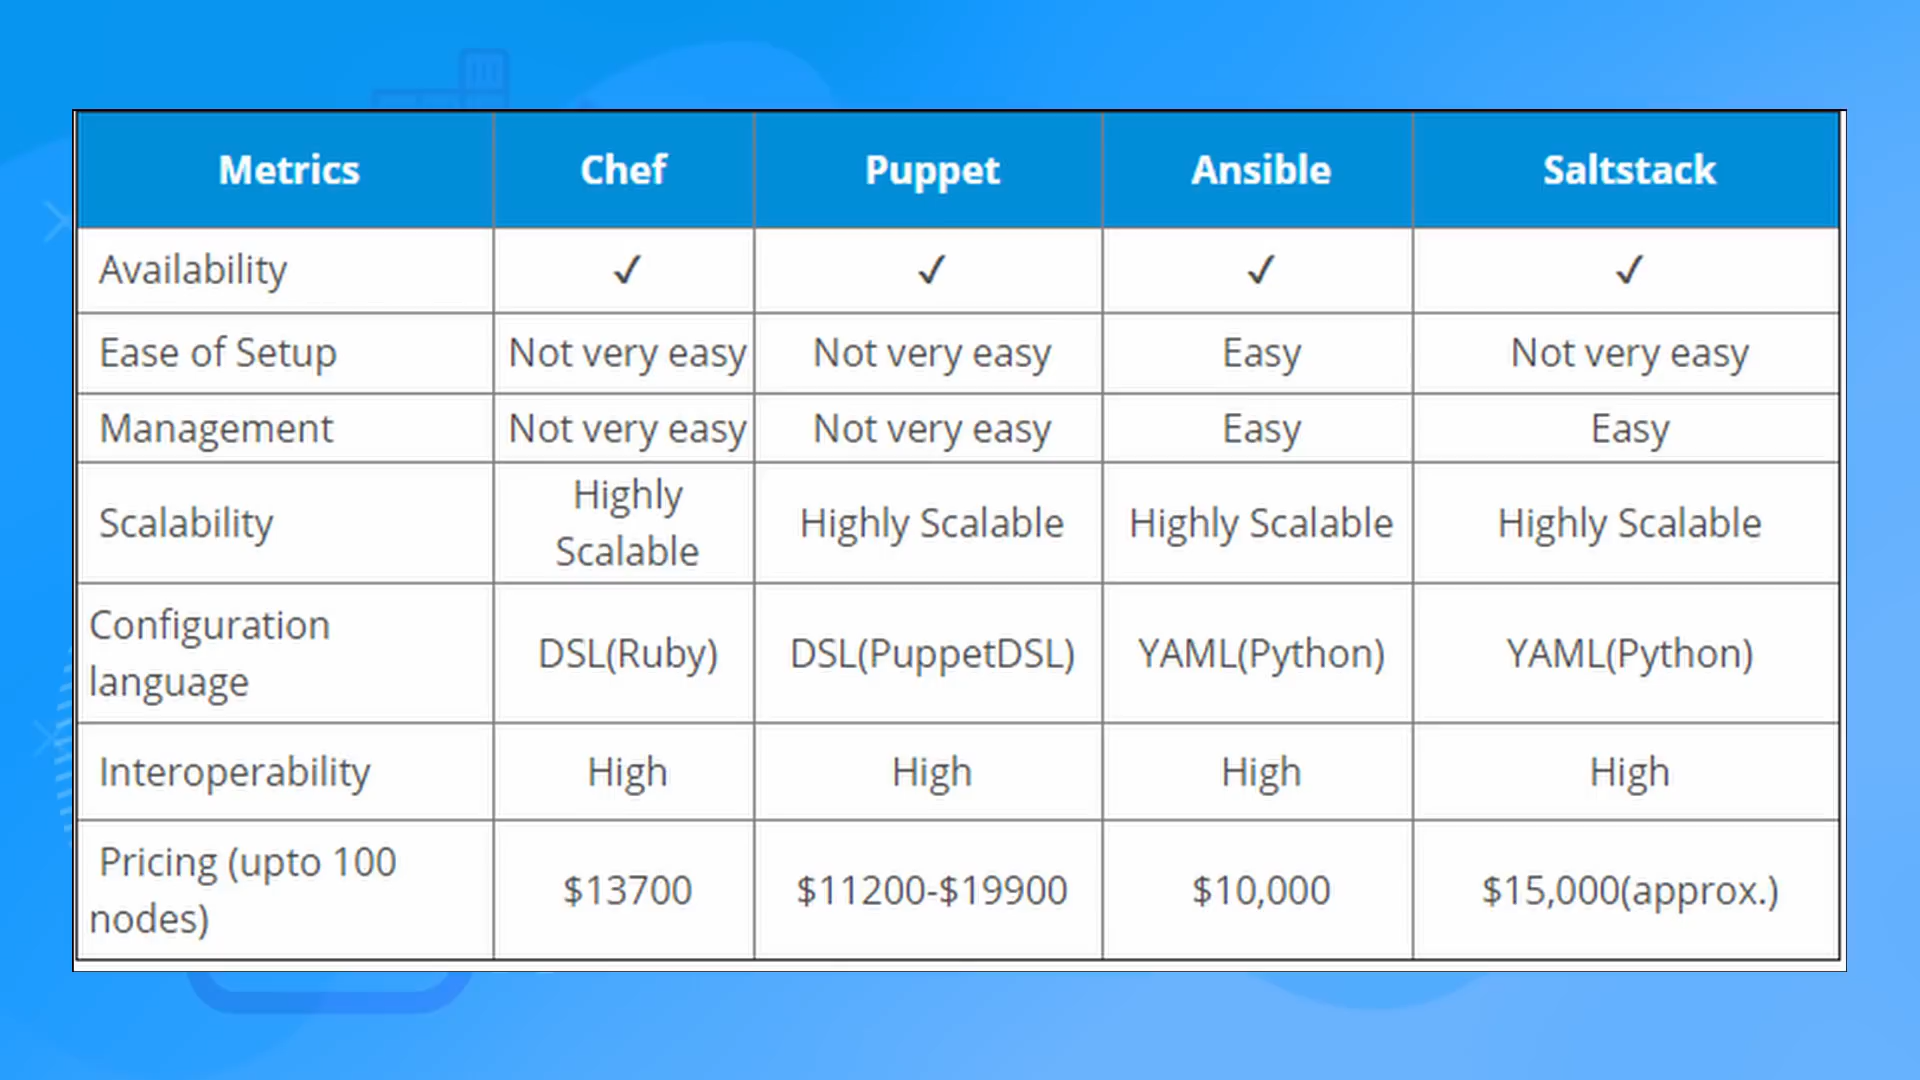 Metrics Chef Puppet Ansible Saltstack
Availability ✓ ✓ ✓ ✓
Ease of Setup Not very easy Not very easy Easy Not very easy
Management Not very easy Not very easy Easy Easy
Scalability Highly Scalable Highly Scalable Highly Scalable Highly Scalable
Configuration language DSL(Ruby) DSL(PuppetDSL) YAML(Python) YAML(Python)
Interoperability High High High High
Pricing (upto 100 nodes) $13700 $11200-$19900 $10,000 $15,000(approx.)